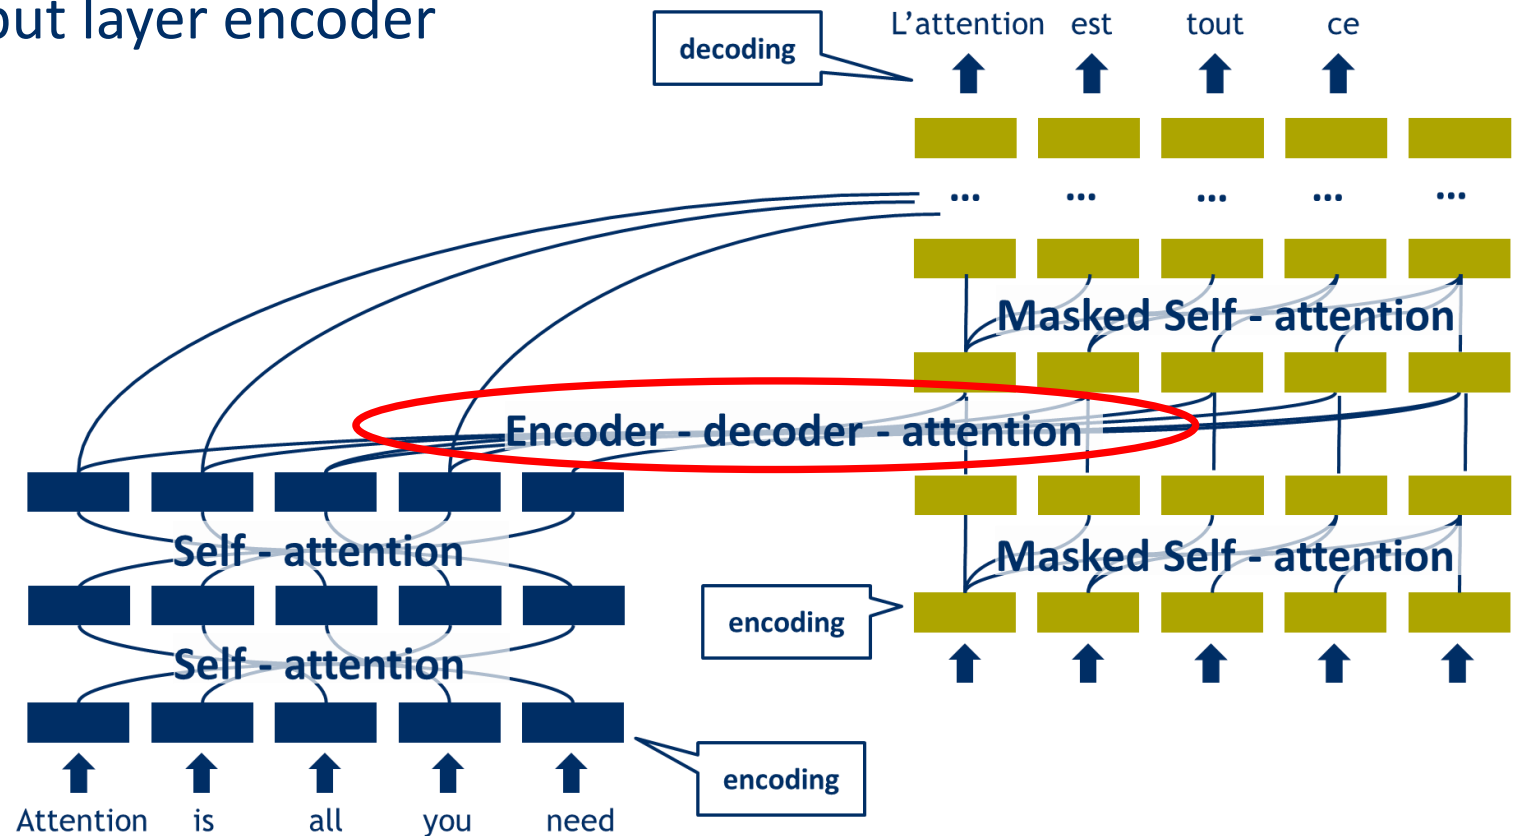 out layer encoder
decoding
L'attention est tout ce
... ... ... ... ...
Masked Self - attention
Encoder - decoder - attention
Self - attention
Masked Self - attention
encoding
Self - attention
encoding
Attention is all you need